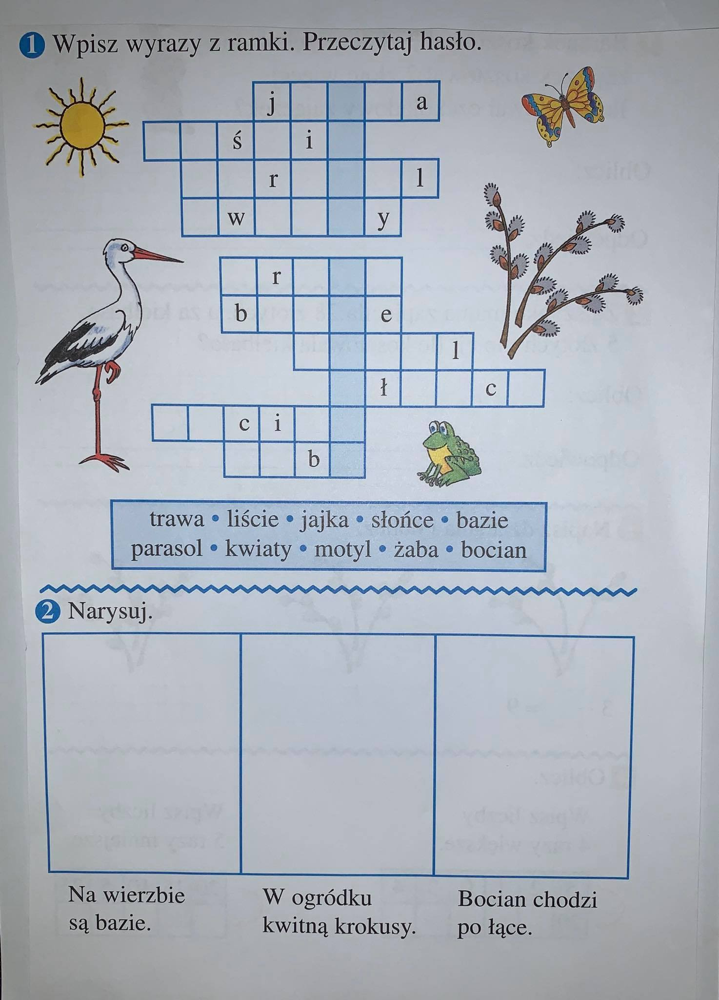 1 Wpisz wyrazy z ramki. Przeczytaj hasło.
j a
ś i
r l
w y
r
b e
l
ł c
c i
b
trawa • liście • jajka • słońce • bazie
parasol • kwiaty • motyl • żaba • bocian
2 Narysuj.
Na wierzbie
są bazie.
W ogródku
kwitną krokusy.
Bocian chodzi
po łące.